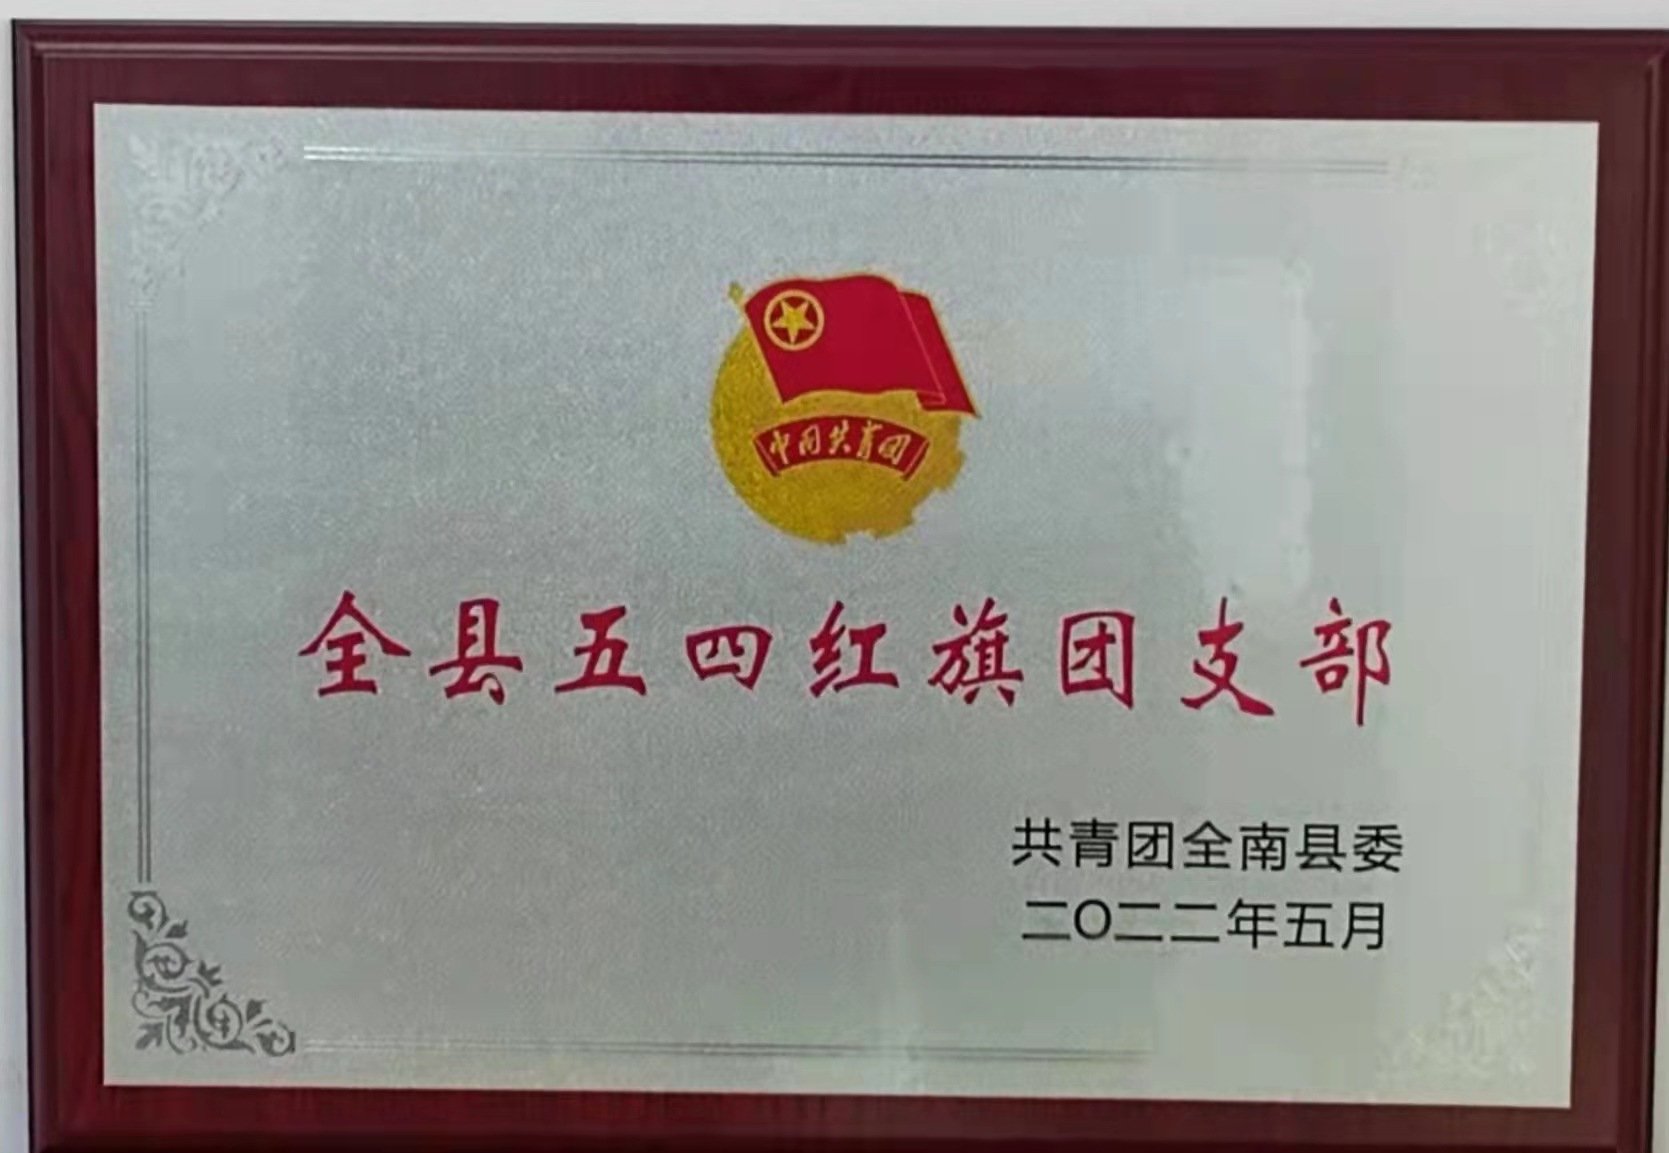 中国共青团
全县五四红旗团支部
共青团全南县委
二〇二二年五月